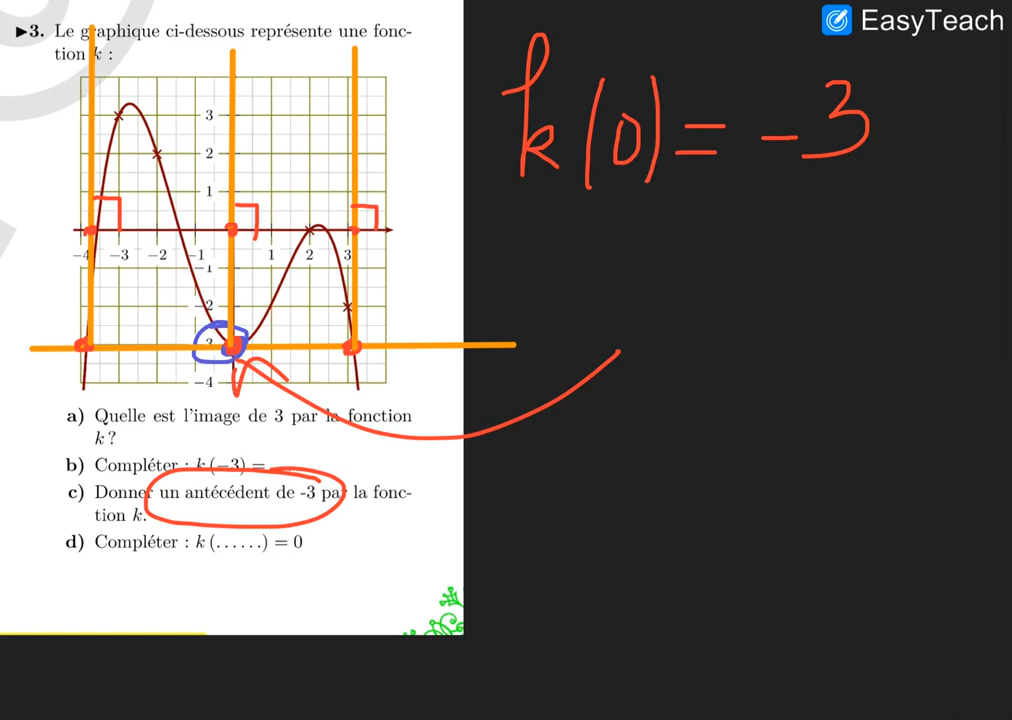 EasyTeach
▶3. Le graphique ci-dessous représente une fonc-
tion k :
3
2
1
−4 −3 −2 −1 1 2 3
−1
−2
−4
a) Quelle est l'image de 3 par la fonction
k ?
b) Compléter : k (−3) =
c) Donner un antécédent de -3 par la fonc-
tion k.
d) Compléter : k (......) = 0
k(0) = -3